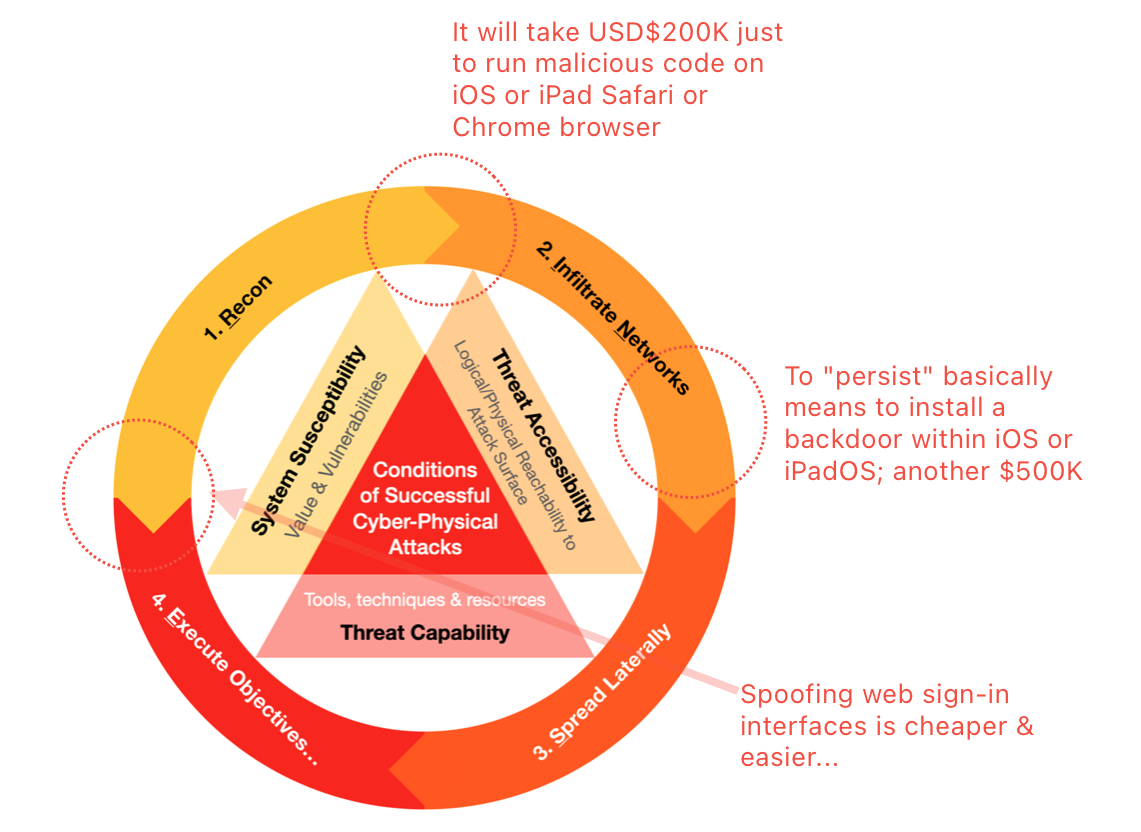 It will take USD$200K just
to run malicious code on
iOS or iPad Safari or
Chrome browser
1. Recon
2. Infiltrate Networks
System Susceptibility
Value & Vulnerabilities
Threat Accessibility
Logical/Physical Reachability to
Attack Surface
To "persist" basically
means to install a
backdoor within iOS or
iPadOS; another $500K
Conditions
of Successful
Cyber-Physical
Attacks
Tools, techniques & resources
Threat Capability
4. Execute Objectives...
3. Spread Laterally
Spoofing web sign-in
interfaces is cheaper &
easier...